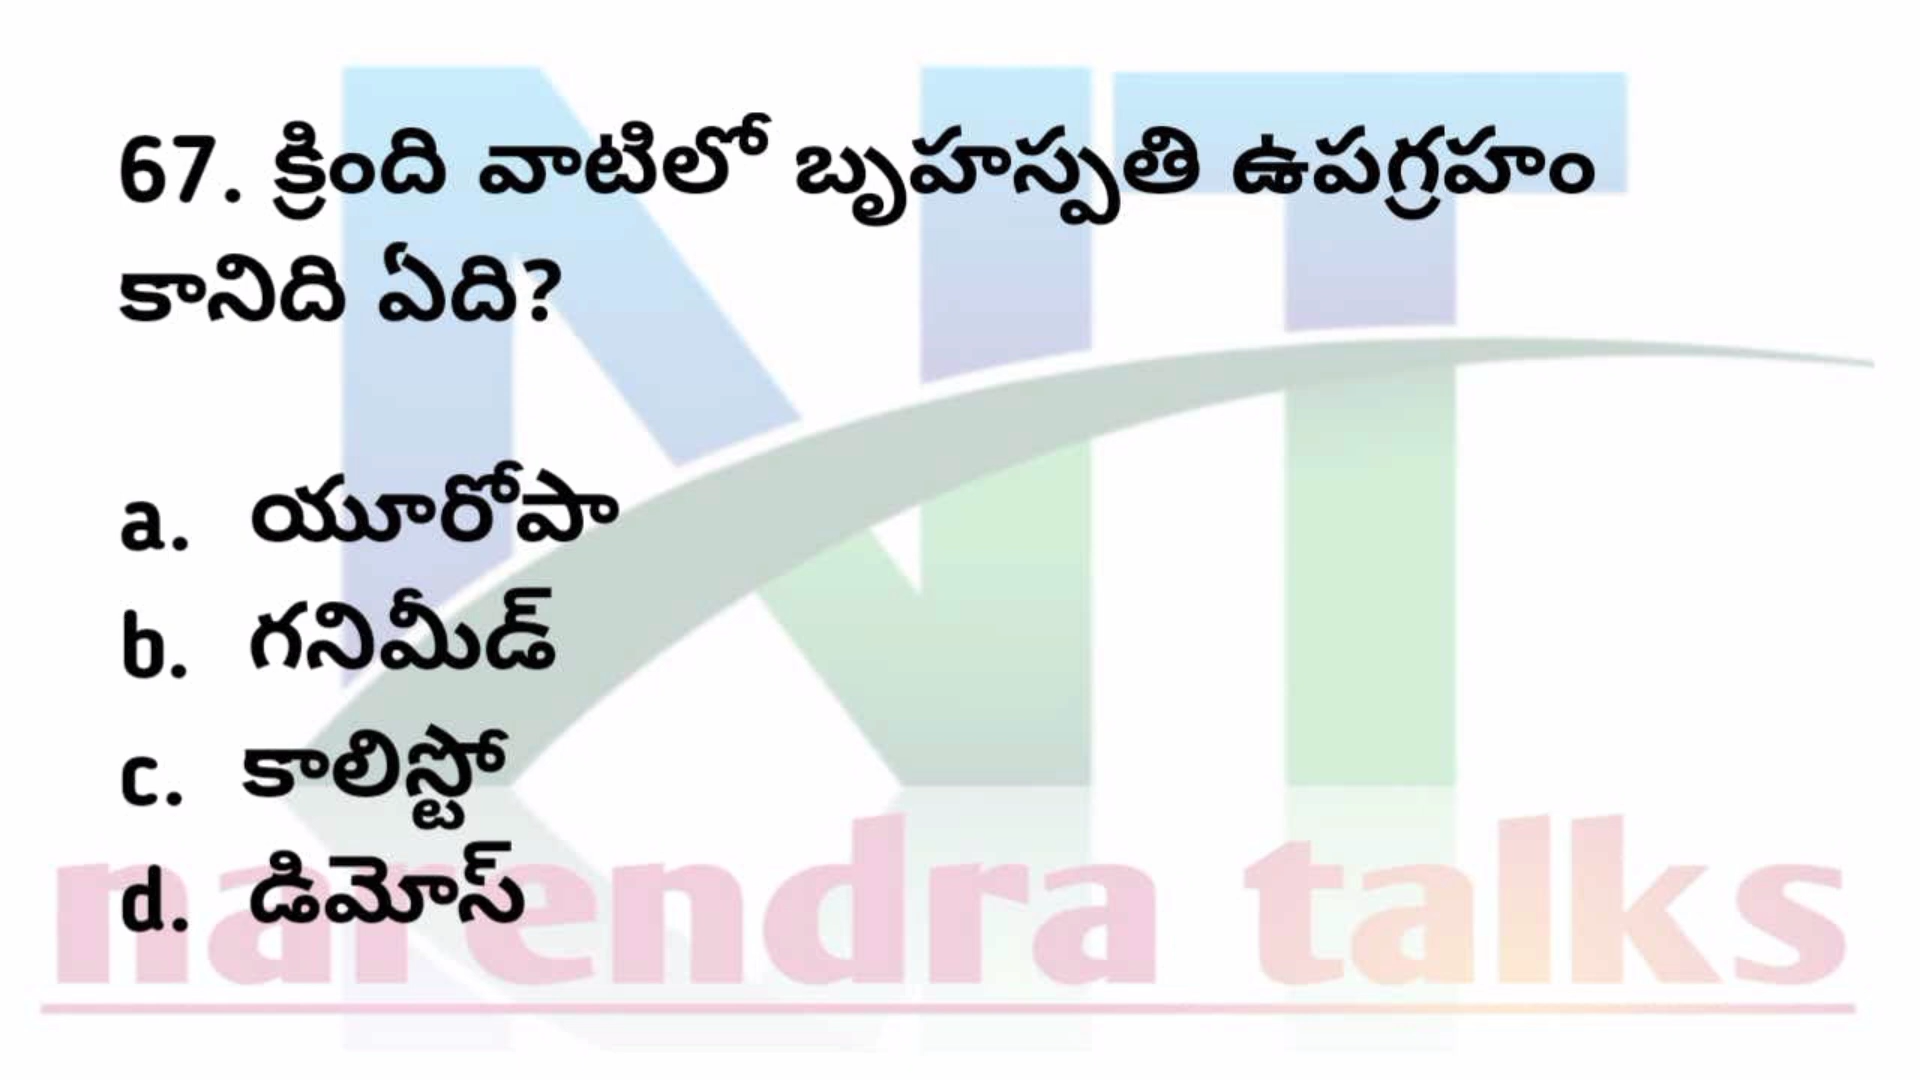 67. క్రింది వాటిలో బృహస్పతి ఉపగ్రహం
కానిది ఏది?
a. యూరోపా
b. గనిమీడ్
c. కాలిస్టో
d. డిమోస్
NT
narendra talks